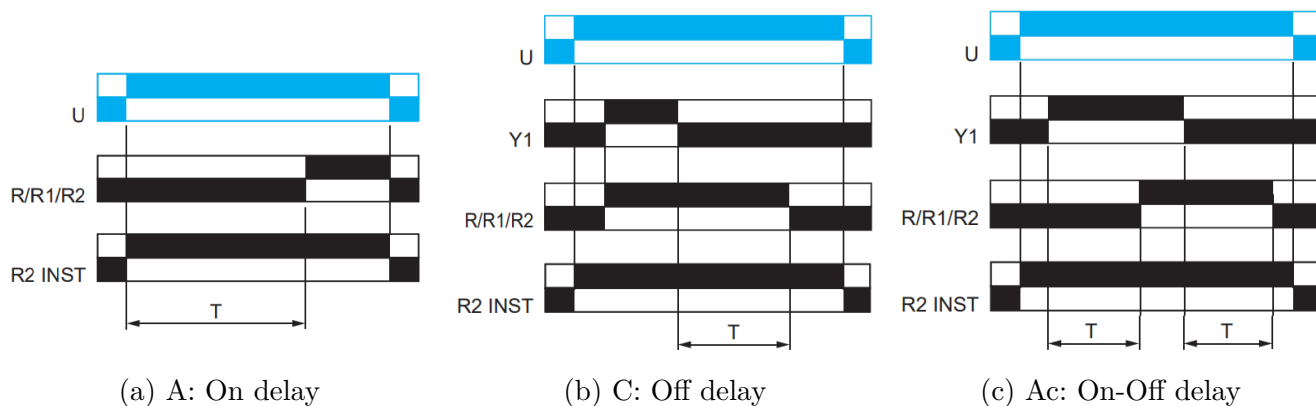 U
R/R1/R2
R2 INST
T
(a) A: On delay
U
Y1
R/R1/R2
R2 INST
T
(b) C: Off delay
U
Y1
R/R1/R2
R2 INST
T T
(c) Ac: On-Off delay